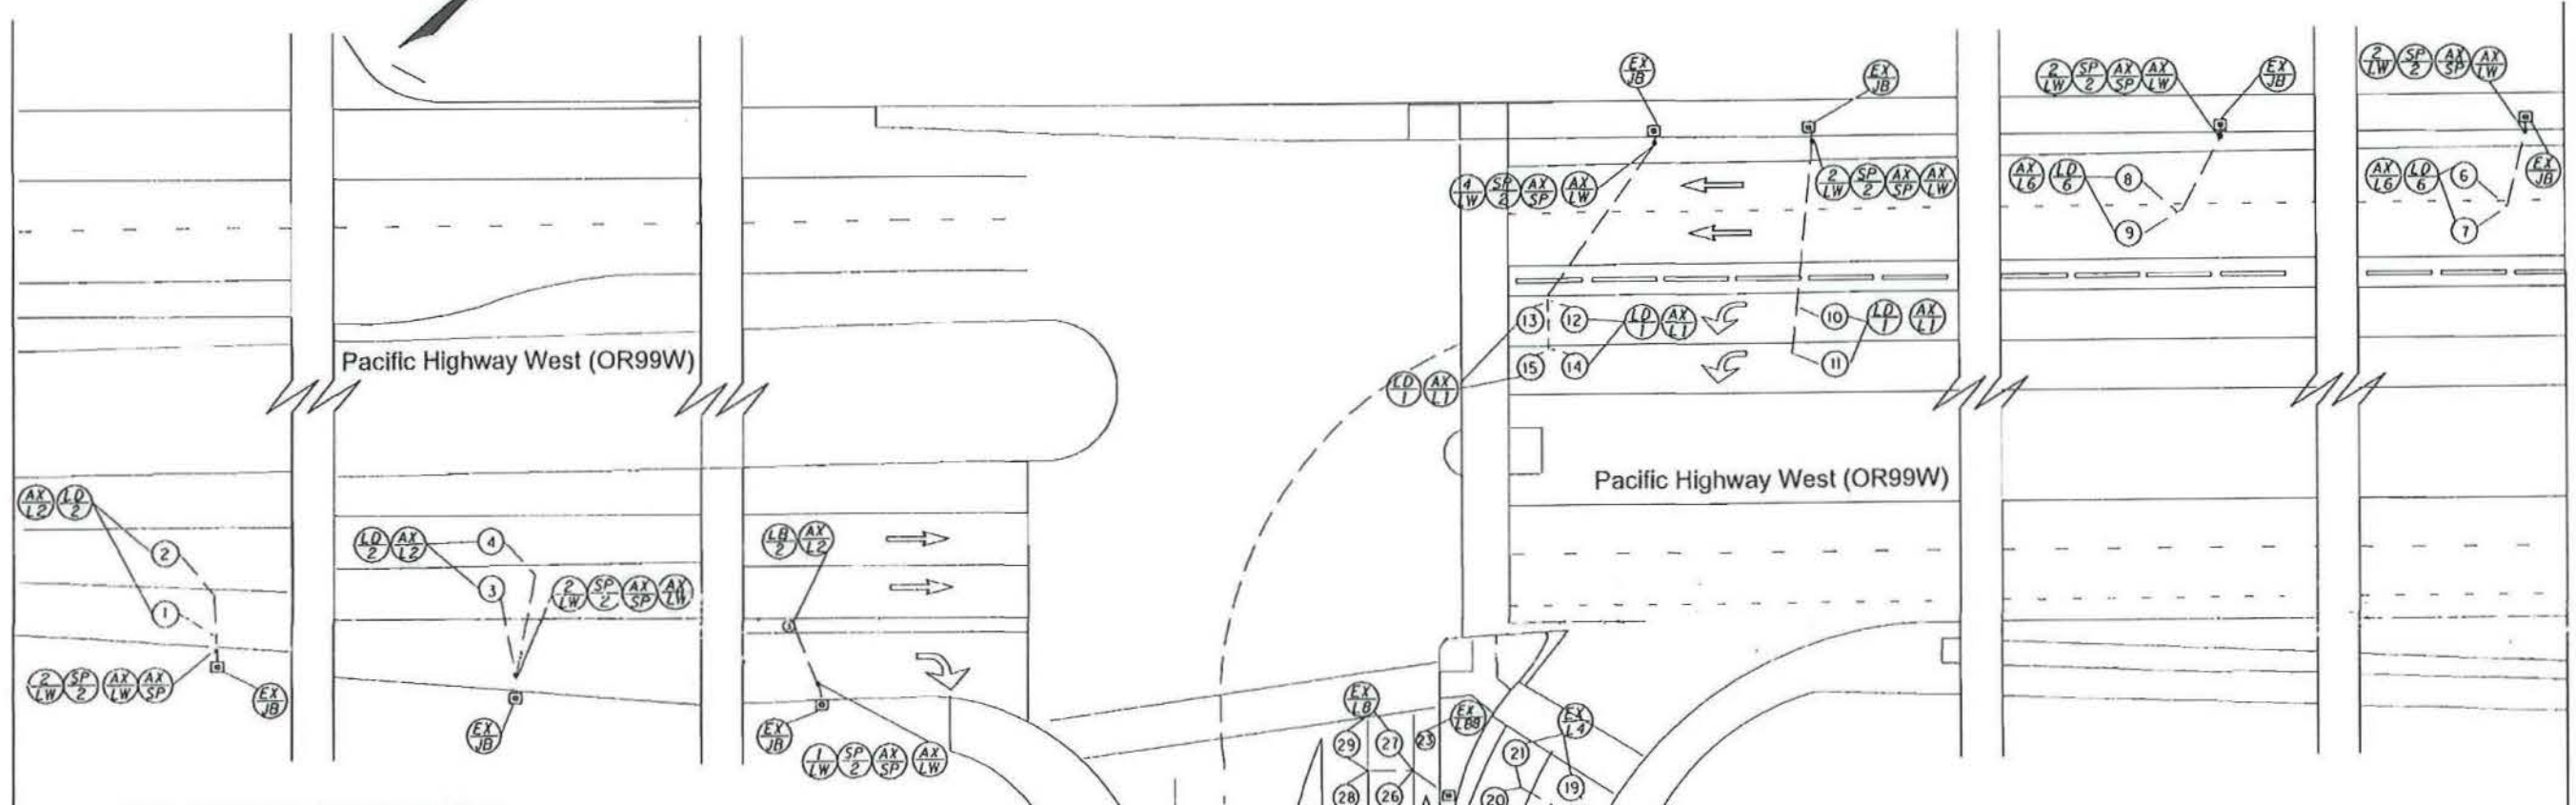 EX JB
EX JB
2 LW SP 2 AX SP AX LW
EX JB
2 LW SP 2 AX SP AX LW
4 LW SP 2 AX SP AX LW
2 LW SP 2 AX SP AX LW
AX L6 LD 6 8
9
AX L6 LD 6 6
7
EX JB
13 12 LD 1 AX L1
10 LD 1 AX L1
15 14
11
LD 1 AX L1
Pacific Highway West (OR99W)
Pacific Highway West (OR99W)
AX L2 LD 2
2
1
2 LW SP 2 AX LW AX SP
EX JB
LD 2 AX L2 4
3
2 LW SP 2 AX SP AX LW
EX JB
LB 2 AX L2
5
EX JB
1 LW SP 2 AX SP AX LW
EX LB
EX LB8
EX L4
29 27 23
21
28 26
20
19